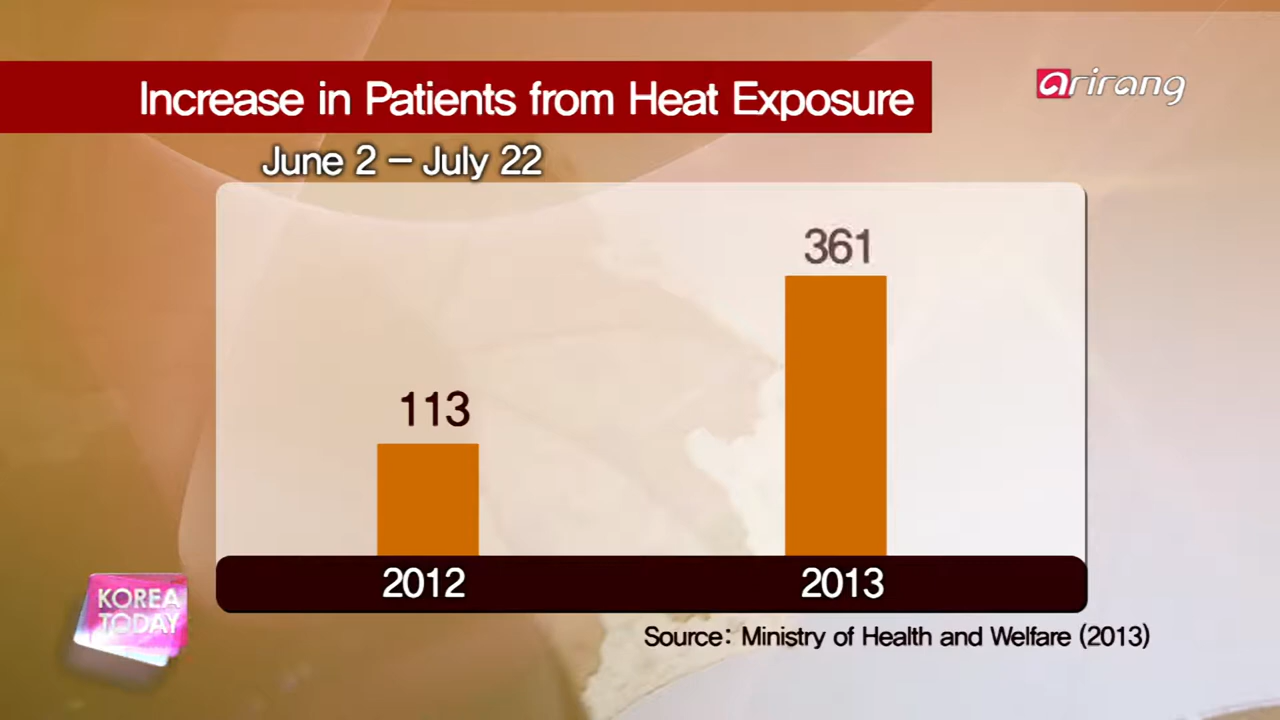 Increase in Patients from Heat Exposure
arirang
June 2 – July 22
361
113
2012
2013
KOREA
TODAY
Source: Ministry of Health and Welfare (2013)